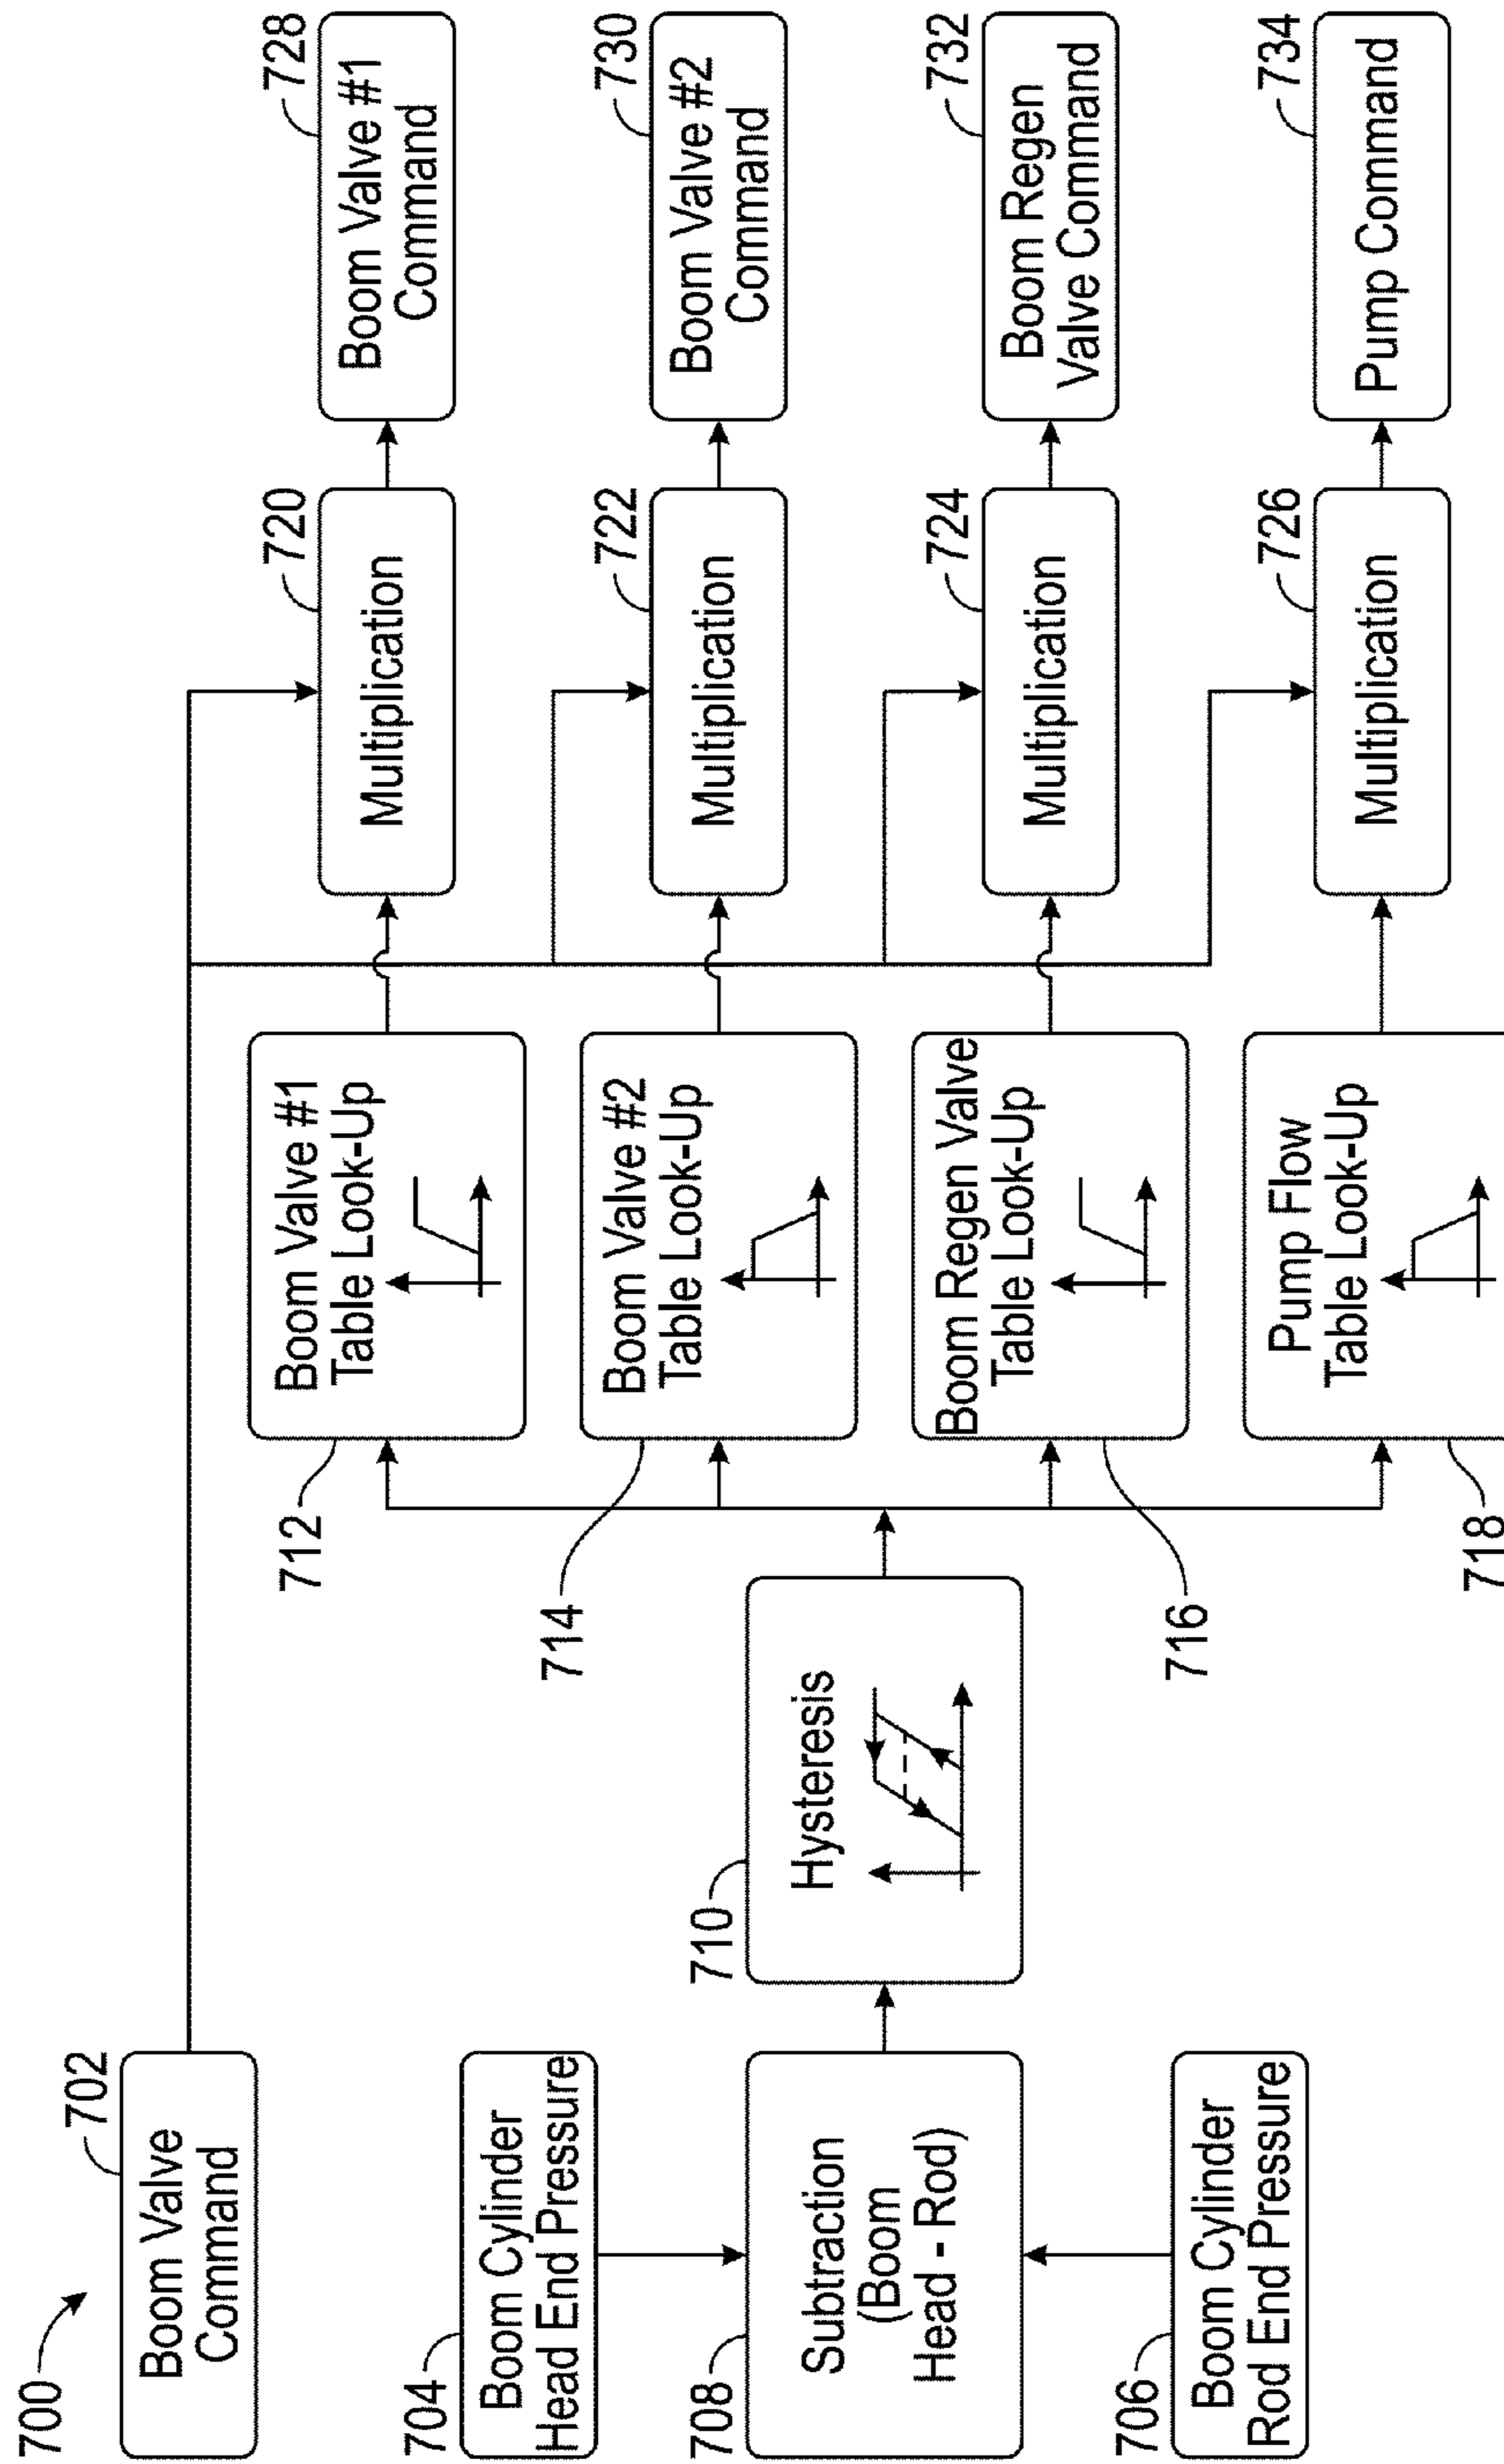 700
702
Boom Valve
Command
704
Boom Cylinder
Head End Pressure
708
Subtraction
(Boom
Head - Rod)
706
Boom Cylinder
Rod End Pressure
710
Hysteresis
712
Boom Valve #1
Table Look-Up
714
Boom Valve #2
Table Look-Up
716
Boom Regen Valve
Table Look-Up
718
Pump Flow
Table Look-Up
720
Multiplication
722
Multiplication
724
Multiplication
726
Multiplication
728
Boom Valve #1
Command
730
Boom Valve #2
Command
732
Boom Regen
Valve Command
734
Pump Command